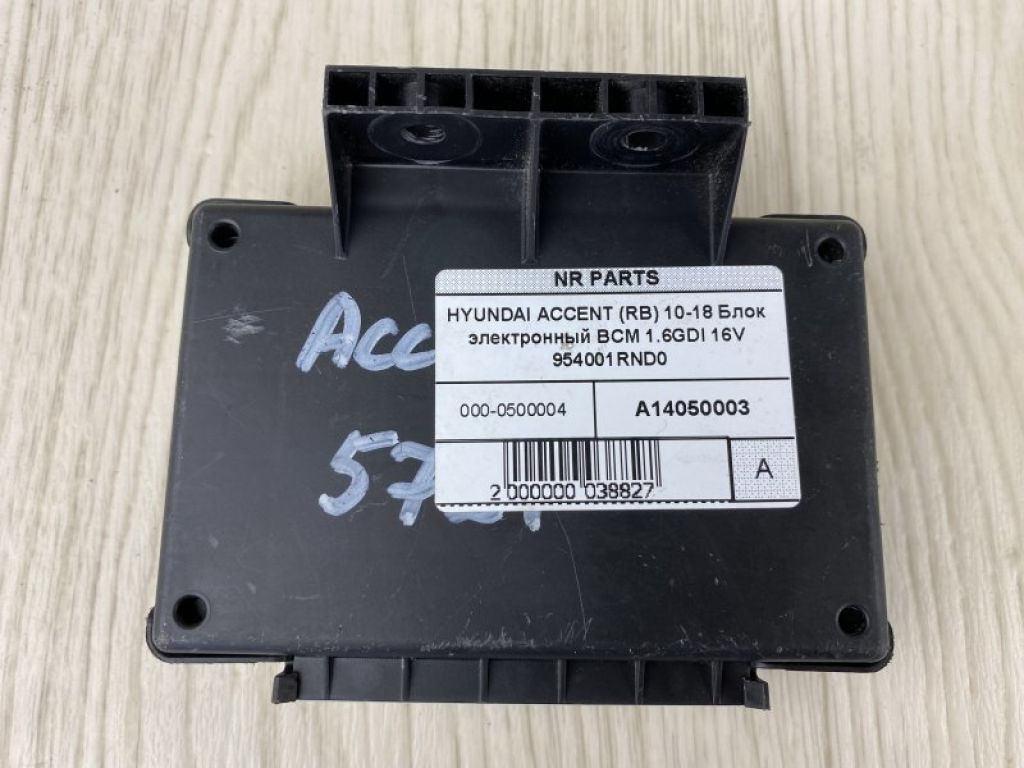 NR PARTS
HYUNDAI ACCENT (RB) 10-18 Блок
электронный BCM 1.6GDI 16V
954001RND0
000-0500004
A14050003
2 000000 038827
A
Acc